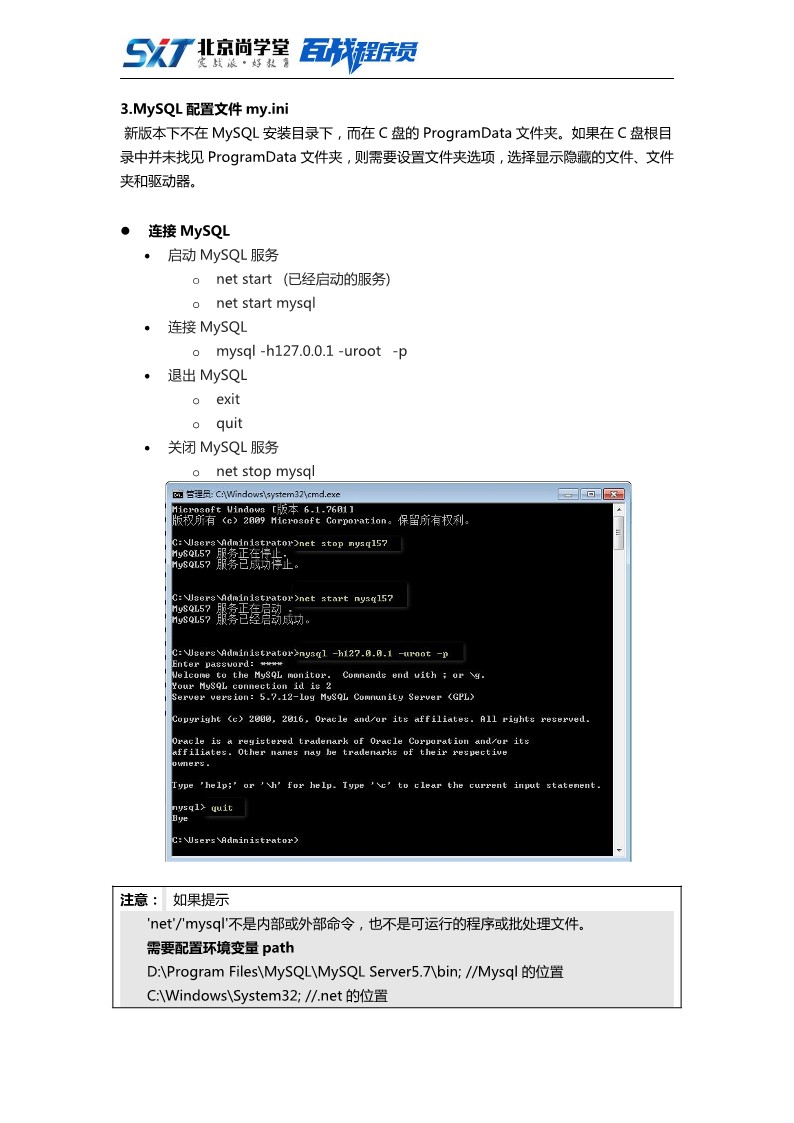 SXT 北京尚学堂 百战程序员
实战派·好教育
3.MySQL 配置文件 my.ini
新版本下不在 MySQL 安装目录下，而在 C 盘的 ProgramData 文件夹。如果在 C 盘根目
录中并未找见 ProgramData 文件夹，则需要设置文件夹选项，选择显示隐藏的文件、文件
夹和驱动器。
● 连接 MySQL
• 启动 MySQL 服务
o net start (已经启动的服务)
o net start mysql
• 连接 MySQL
o mysql -h127.0.0.1 -uroot -p
• 退出 MySQL
o exit
o quit
• 关闭 MySQL 服务
o net stop mysql
管理员: C:\Windows\system32\cmd.exe
Microsoft Windows [版本 6.1.7601]
版权所有 (c) 2009 Microsoft Corporation。保留所有权利。
C:\Users\Administrator>net stop mysql57
MySQL57 服务正在停止.
MySQL57 服务已成功停止。
C:\Users\Administrator>net start mysql57
MySQL57 服务正在启动 .
MySQL57 服务已经启动成功。
C:\Users\Administrator>mysql -h127.0.0.1 -uroot -p
Enter password: ****
Welcome to the MySQL monitor.  Commands end with ; or \g.
Your MySQL connection id is 2
Server version: 5.7.12-log MySQL Community Server (GPL)
Copyright (c) 2000, 2016, Oracle and/or its affiliates. All rights reserved.
Oracle is a registered trademark of Oracle Corporation and/or its
affiliates. Other names may be trademarks of their respective
owners.
Type 'help;' or '\h' for help. Type '\c' to clear the current input statement.
mysql> quit
Bye
C:\Users\Administrator>
注意： 如果提示
'net'/'mysql'不是内部或外部命令，也不是可运行的程序或批处理文件。
需要配置环境变量 path
D:\Program Files\MySQL\MySQL Server5.7\bin; //Mysql 的位置
C:\Windows\System32; //.net 的位置